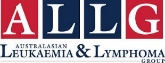 ALLG
AUSTRALASIAN
LEUKAEMIA & LYMPHOMA
GROUP